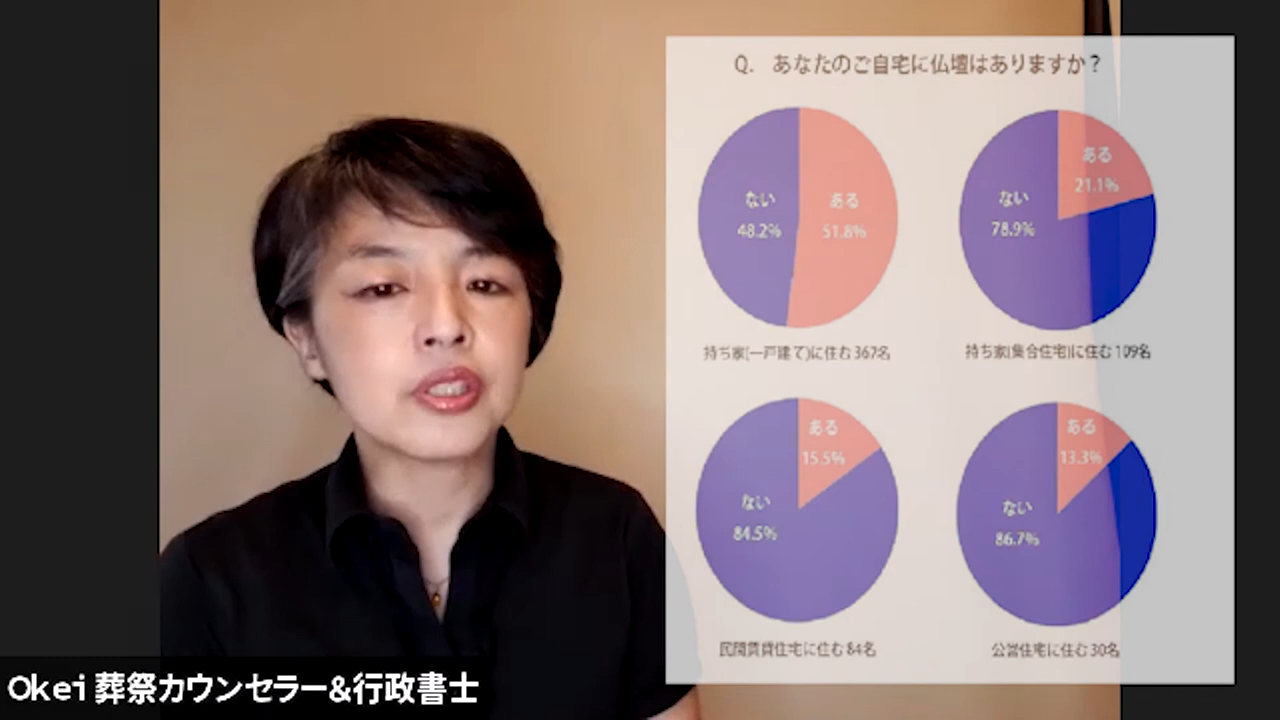 Q. あなたのご自宅に仏壇はありますか？
ない
48.2%
ある
51.8%
ある
21.1%
ない
78.9%
持ち家(一戸建て)に住む367名
持ち家(集合住宅)に住む109名
ある
15.5%
ない
84.5%
ある
13.3%
ない
86.7%
民間賃貸住宅に住む84名
公営住宅に住む30名
Okei 葬祭カウンセラー&行政書士